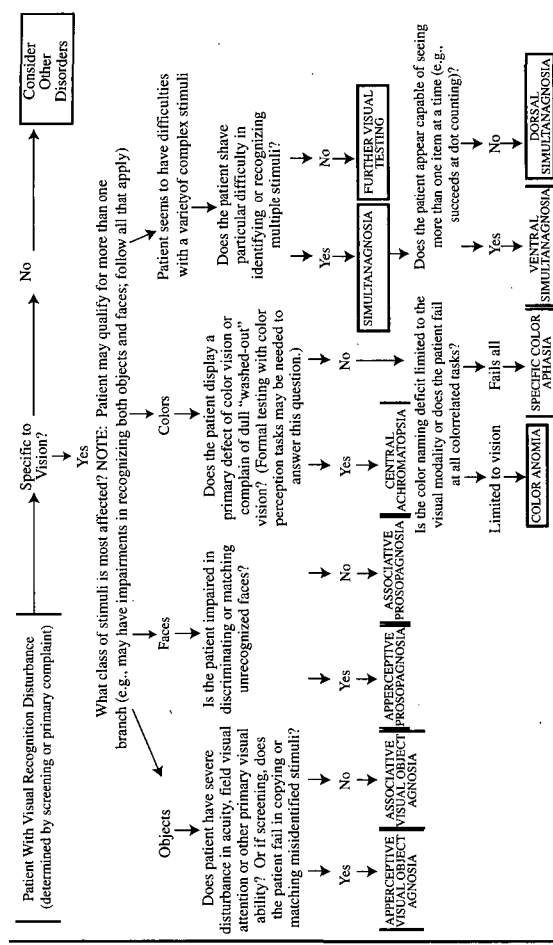 Patient With Visual Recognition Disturbance
(determined by screening or primary complaint)
Specific to
Vision?
No
Consider
Other
Disorders
Yes
What class of stimuli is most affected? NOTE: Patient may qualify for more than one
branch (e.g., may have impairments in recognizing both objects and faces; follow all that apply)
Objects
Faces
Colors
Patient seems to have difficulties
with a varietyof complex stimuli
Does patient have severe
disturbance in acuity, field visual
attention or other primary visual
ability? Or if screening, does
the patient fail in copying or
matching misidentified stimuli?
Is the patient impaired in
discriminating or matching
unrecognized faces?
Does the patient display a
primary defect of color vision or
complain of dull “washed-out”
vision? (Formal testing with color
perception tasks may be needed to
answer this question.)
Does the patient shave
particular difficulty in
identifying or recognizing
multiple stimuli?
Yes
No
Yes
No
Yes
No
Yes
No
APPERCEPTIVE
VISUAL OBJECT
AGNOSIA
ASSOCIATIVE
VISUAL OBJECT
AGNOSIA
APPERCEPTIVE
PROSOPAGNOSIA
ASSOCIATIVE
PROSOPAGNOSIA
CENTRAL
ACHROMATOPSIA
SIMULTANAGNOSIA
FURTHER VISUAL
TESTING
Is the color naming deficit limited to the
visual modality or does the patient fail
at all colorrelated tasks?
Does the patient appear capable of seeing
more than one item at a time (e.g.,
succeeds at dot counting)?
Limited to vision
Fails all
Yes
No
COLOR ANOMIA
SPECIFIC COLOR
APHASIA
VENTRAL
SIMULTANAGNOSIA
DORSAL
SIMULTANAGNOSIA